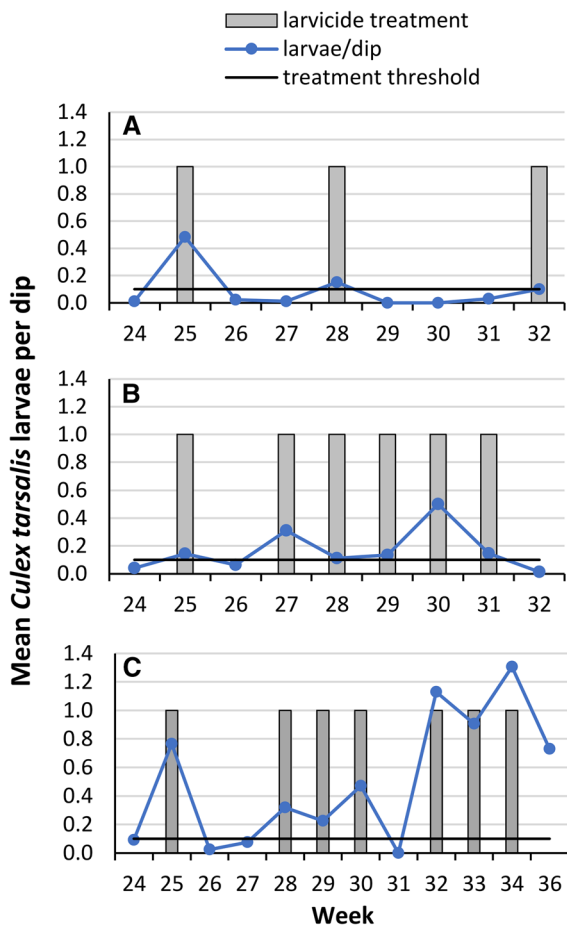 larvicide treatment
larvae/dip
treatment threshold
Mean Culex tarsalis larvae per dip
A
1.4
1.2
1.0
0.8
0.6
0.4
0.2
0.0
24 25 26 27 28 29 30 31 32
B
1.4
1.2
1.0
0.8
0.6
0.4
0.2
0.0
24 25 26 27 28 29 30 31 32
C
1.4
1.2
1.0
0.8
0.6
0.4
0.2
0.0
24 25 26 27 28 29 30 31 32 33 34 36
Week